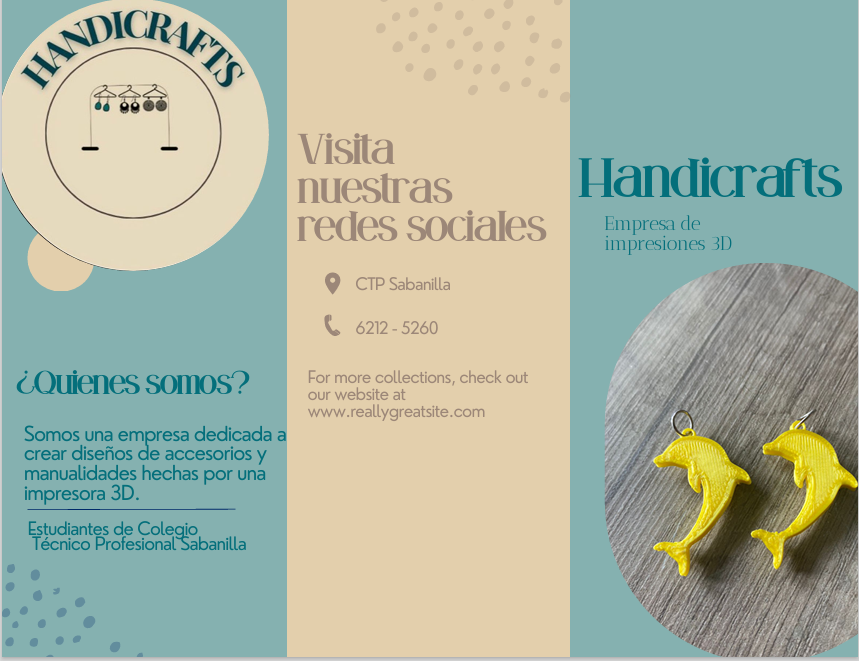 HANDICRAFTS
¿Quienes somos?
Somos una empresa dedicada a
crear diseños de accesorios y
manualidades hechas por una
impresora 3D.
Estudiantes de Colegio
Técnico Profesional Sabanilla
Visita
nuestras
redes sociales
CTP Sabanilla
6212 - 5260
For more collections, check out
our website at
www.reallygreatsite.com
Handicrafts
Empresa de
impresiones 3D